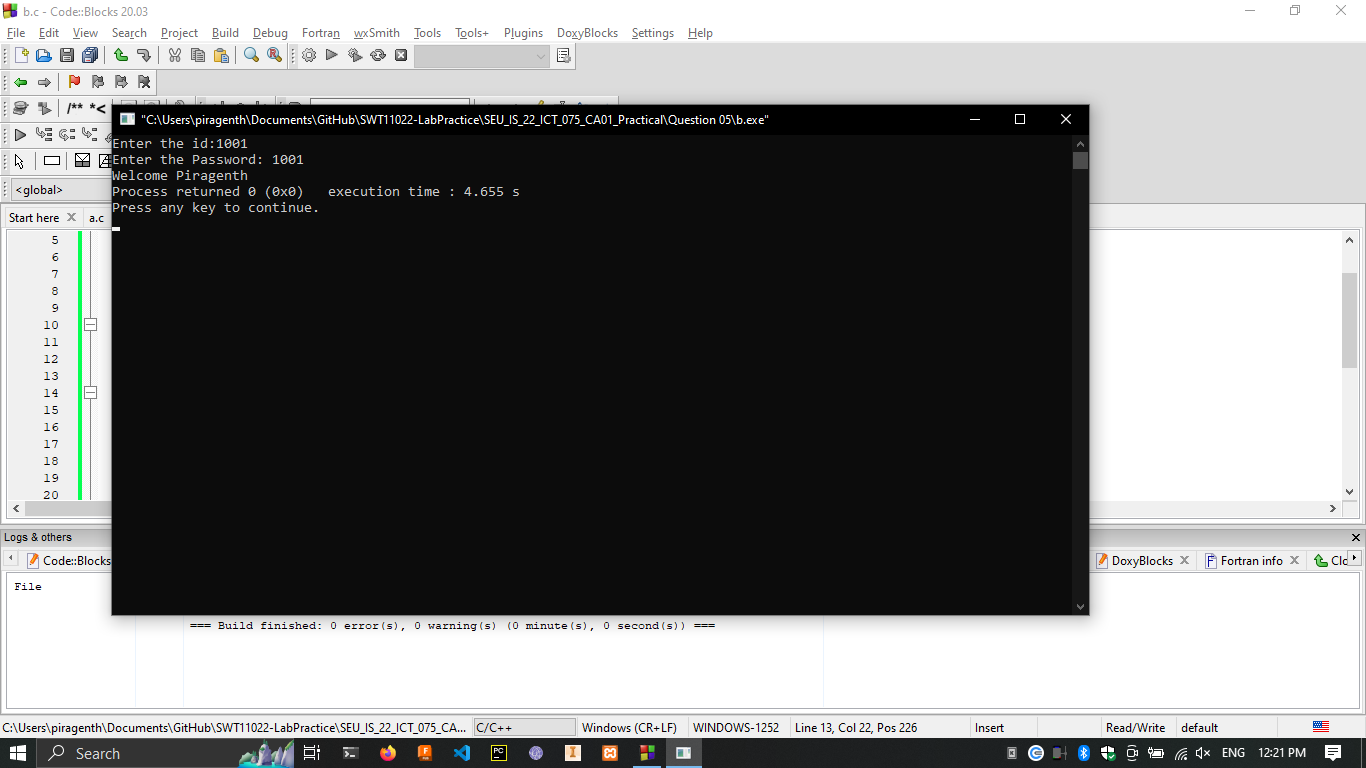 b.c - Code::Blocks 20.03
File Edit View Search Project Build Debug Fortran wxSmith Tools Tools+ Plugins DoxyBlocks Settings Help
/** *<
"C:\Users\piragenth\Documents\GitHub\SWT11022-LabPractice\SEU_IS_22_ICT_075_CA01_Practical\Question 05\b.exe"
Enter the id:1001
Enter the Password: 1001
Welcome Piragenth
Process returned 0 (0x0)   execution time : 4.655 s
Press any key to continue.
<global>
Start here a.c
5
6
7
8
9
10
11
12
13
14
15
16
17
18
19
20
Logs & others
Code::Blocks DoxyBlocks Fortran info
File
=== Build finished: 0 error(s), 0 warning(s) (0 minute(s), 0 second(s)) ===
C:\Users\piragenth\Documents\GitHub\SWT11022-LabPractice\SEU_IS_22_ICT_075_CA... C/C++ Windows (CR+LF) WINDOWS-1252 Line 13, Col 22, Pos 226 Insert Read/Write default
Search ENG 12:21 PM